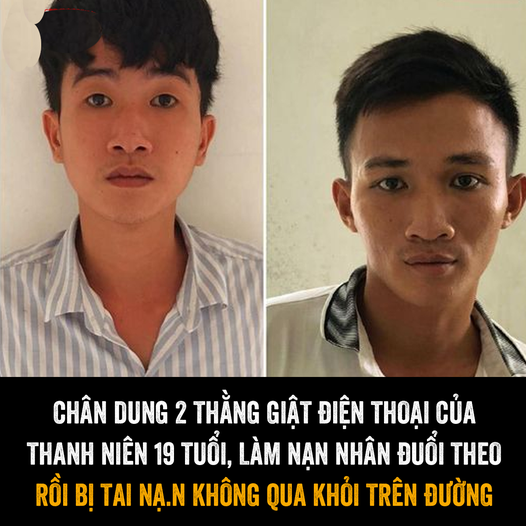 CHÂN DUNG 2 THẰNG GIẬT ĐIỆN THOẠI CỦA
THANH NIÊN 19 TUỔI, LÀM NẠN NHÂN ĐUỔI THEO
RỒI BỊ TAI NẠ.N KHÔNG QUA KHỎI TRÊN ĐƯỜNG